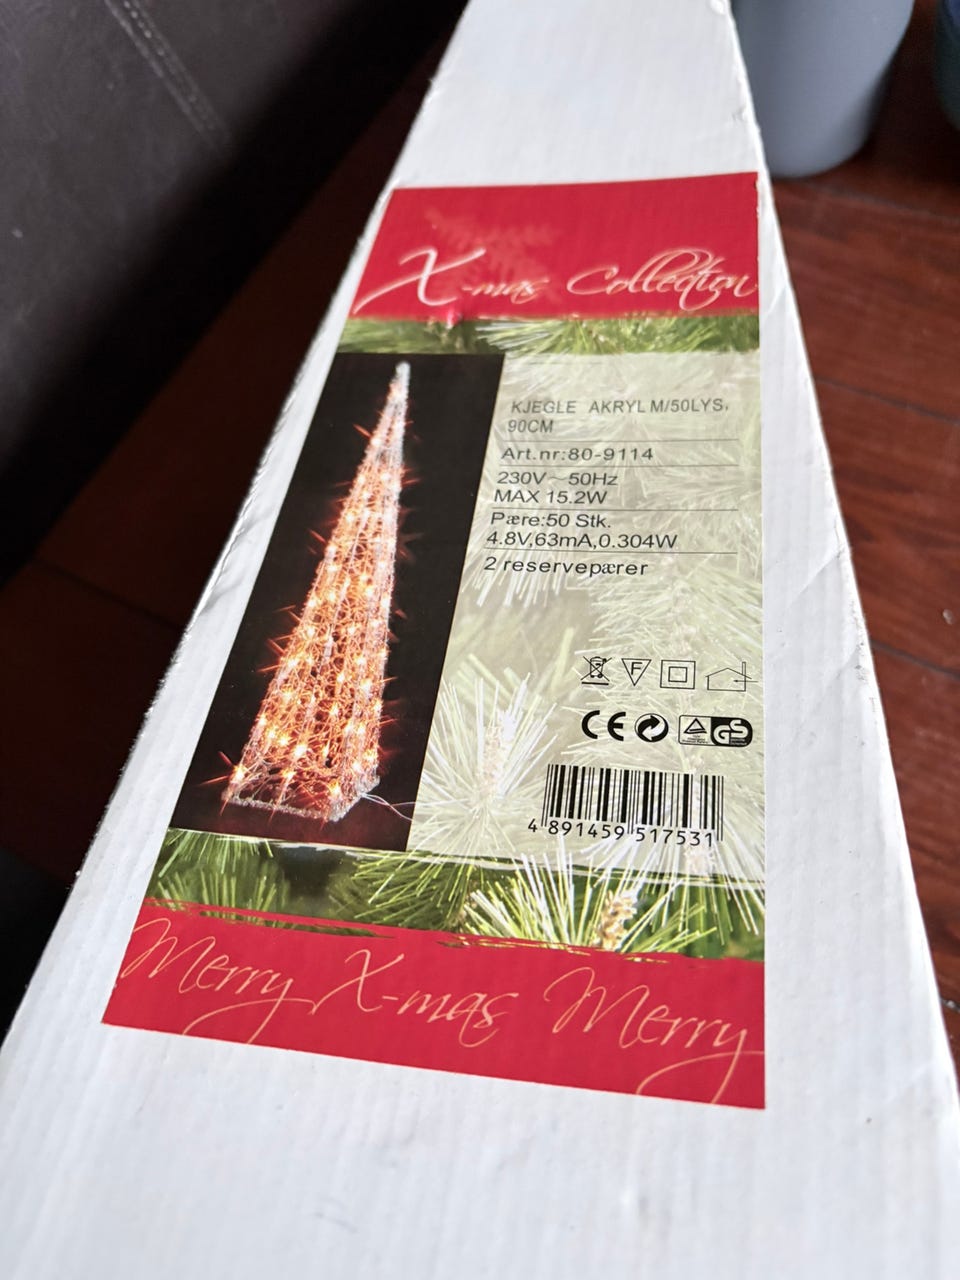 X-mas Collection
KJEGLE AKRYL M/50LYS,
90CM
Art.nr:80-9114
230V~50Hz
MAX 15.2W
Pære:50 Stk.
4.8V,63mA,0.304W
2 reservepærer
F
CE
GS
4 891459 517531
Merry X-mas Merry